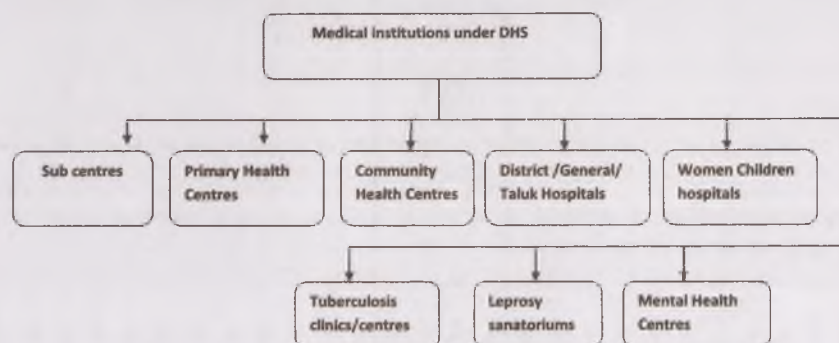 Medical institutions under DHS
Sub centres
Primary Health
Centres
Community
Health Centres
District /General/
Taluk Hospitals
Women Children
hospitals
Tuberculosis
clinics/centres
Leprosy
sanatoriums
Mental Health
Centres